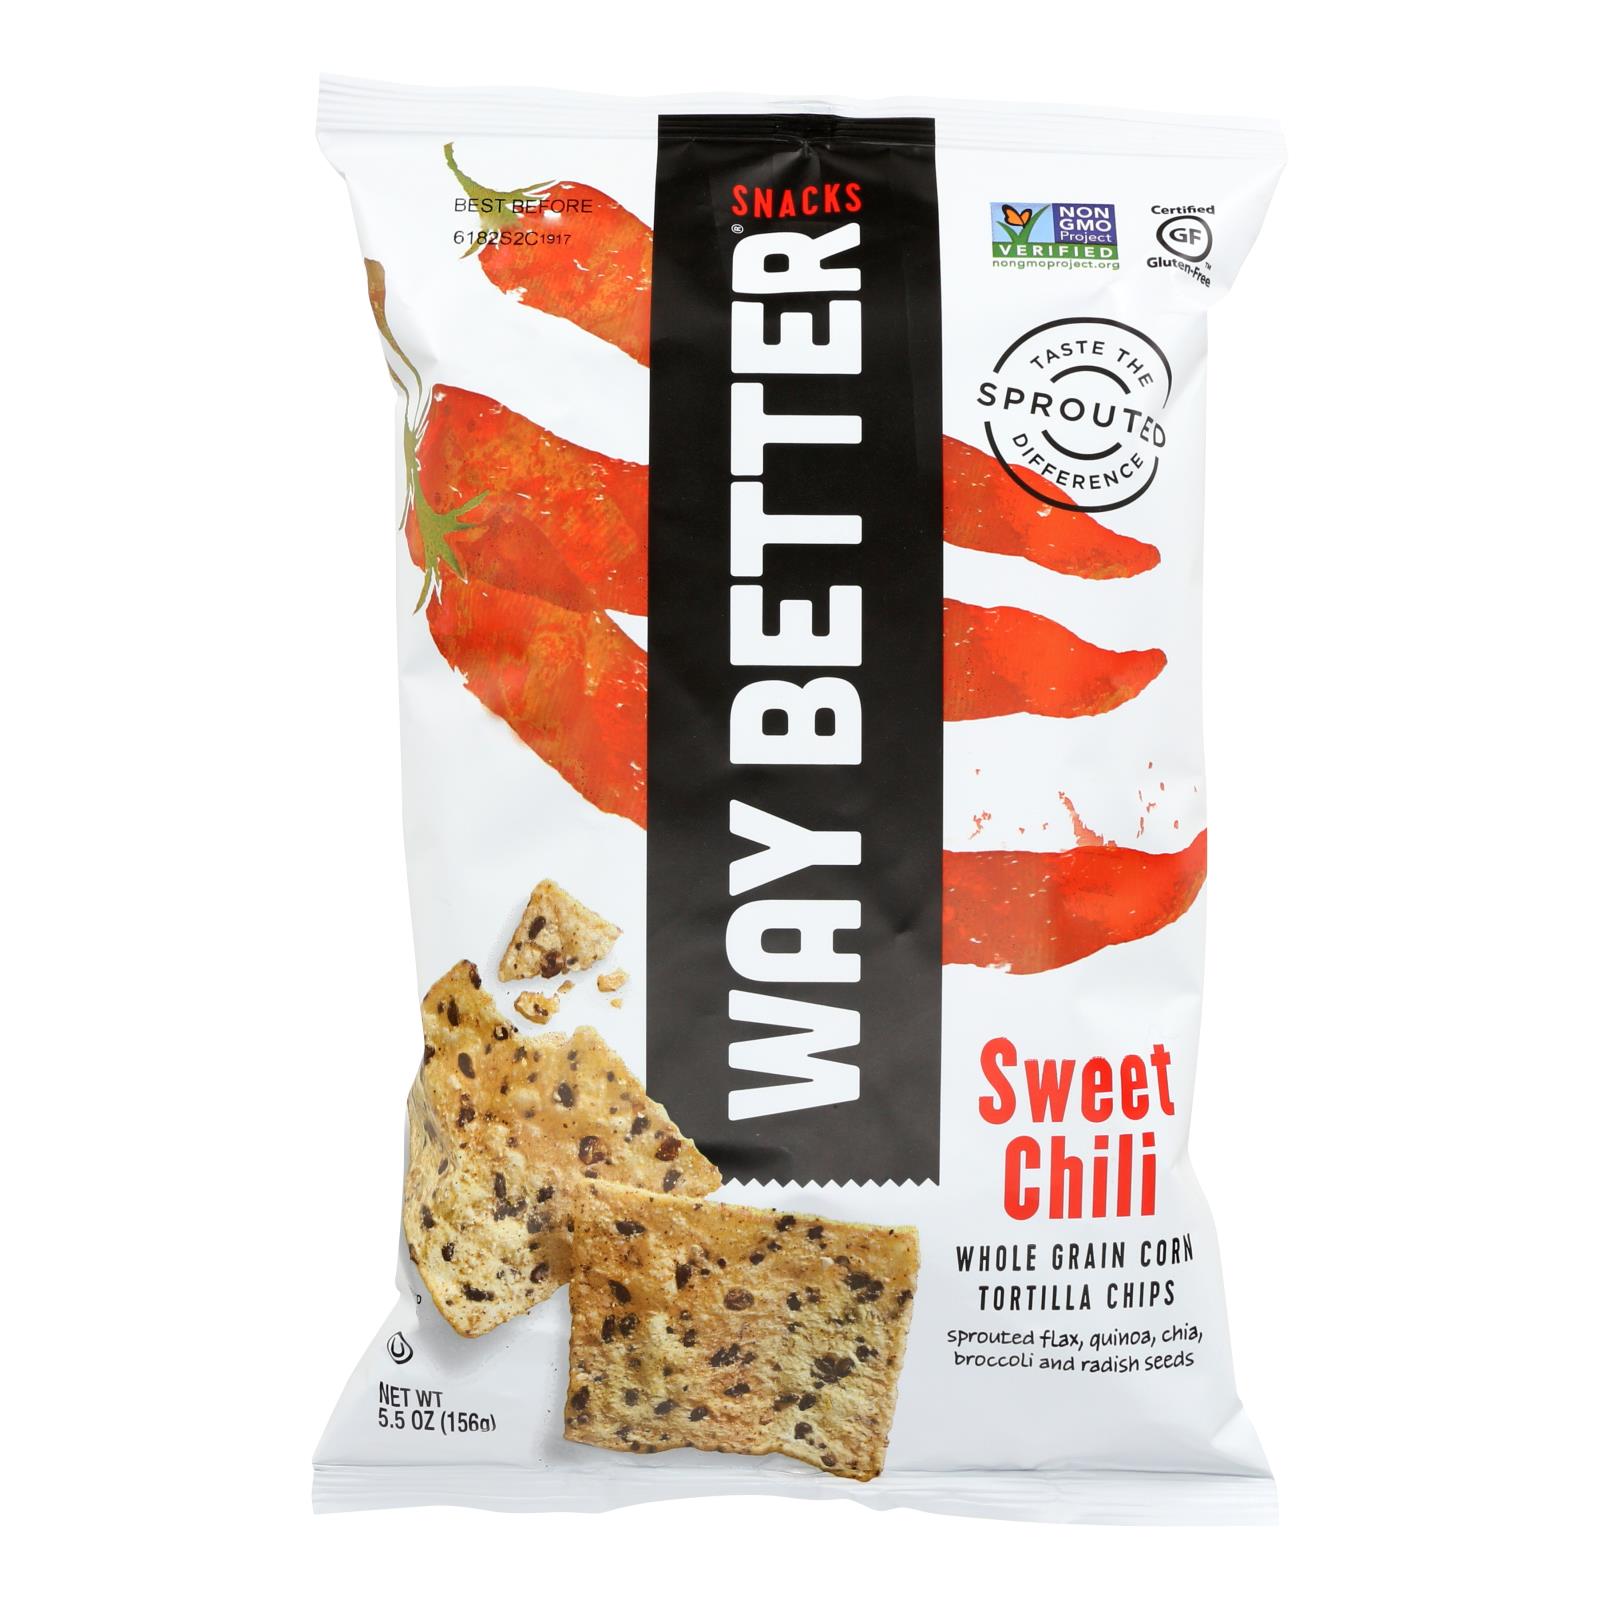 BEST BEFORE
6182S2C1917
SNACKS
WAY BETTER®
NON
GMO
Project
VERIFIED
nongmoproject.org
Certified
GF
Gluten-Free™
TASTE THE
SPROUTED
DIFFERENCE
Sweet
Chili
WHOLE GRAIN CORN
TORTILLA CHIPS
sprouted flax, quinoa, chia,
broccoli and radish seeds
U
NET WT
5.5 OZ (156g)